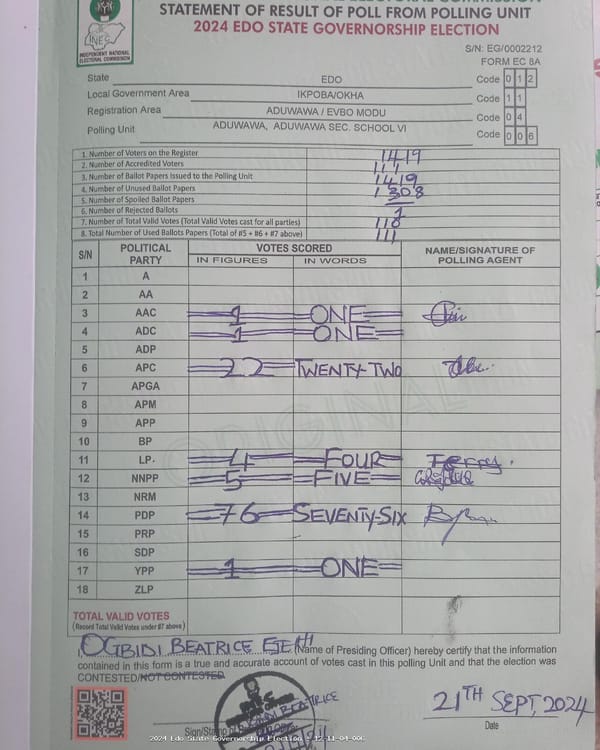 STATEMENT OF RESULT OF POLL FROM POLLING UNIT
2024 EDO STATE GOVERNORSHIP ELECTION
INEC
INDEPENDENT NATIONAL
ELECTORAL COMMISSION
S/N: EG/0002212
FORM EC 8A
State EDO Code 0 1 2
Local Government Area IKPOBA/OKHA Code 1 1
Registration Area ADUWAWA / EVBO MODU Code 0 4
Polling Unit ADUWAWA, ADUWAWA SEC. SCHOOL VI Code 0 0 6
1. Number of Voters on the Register 1419
2. Number of Accredited Voters 111
3. Number of Ballot Papers Issued to the Polling Unit 1419
4. Number of Unused Ballot Papers 1308
5. Number of Spoiled Ballot Papers
6. Number of Rejected Ballots 1
7. Number of Total Valid Votes (Total Valid Votes cast for all parties) 110
8. Total Number of Used Ballots Papers (Total of #5 + #6 + #7 above) 111
S/N POLITICAL PARTY VOTES SCORED NAME/SIGNATURE OF POLLING AGENT
IN FIGURES IN WORDS
1 A
2 AA
3 AAC 1 ONE
4 ADC 1 ONE
5 ADP
6 APC 22 TWENTY-TWO
7 APGA
8 APM
9 APP
10 BP
11 LP 4 FOUR
12 NNPP 5 FIVE
13 NRM
14 PDP 76 SEVENTY-SIX
15 PRP
16 SDP
17 YPP 1 ONE
18 ZLP
ORIGINAL
TOTAL VALID VOTES
(Record Total Valid Votes under #7 above)
OGBIDI BEATRICE (Name of Presiding Officer) hereby certify that the information
contained in this form is a true and accurate account of votes cast in this polling Unit and that the election was
CONTESTED/NOT CONTESTED
BEATRICE
21TH SEPT, 2024
Sign/Stamp
Date
2024 Edo State Governorship Election - 12-11-04-006